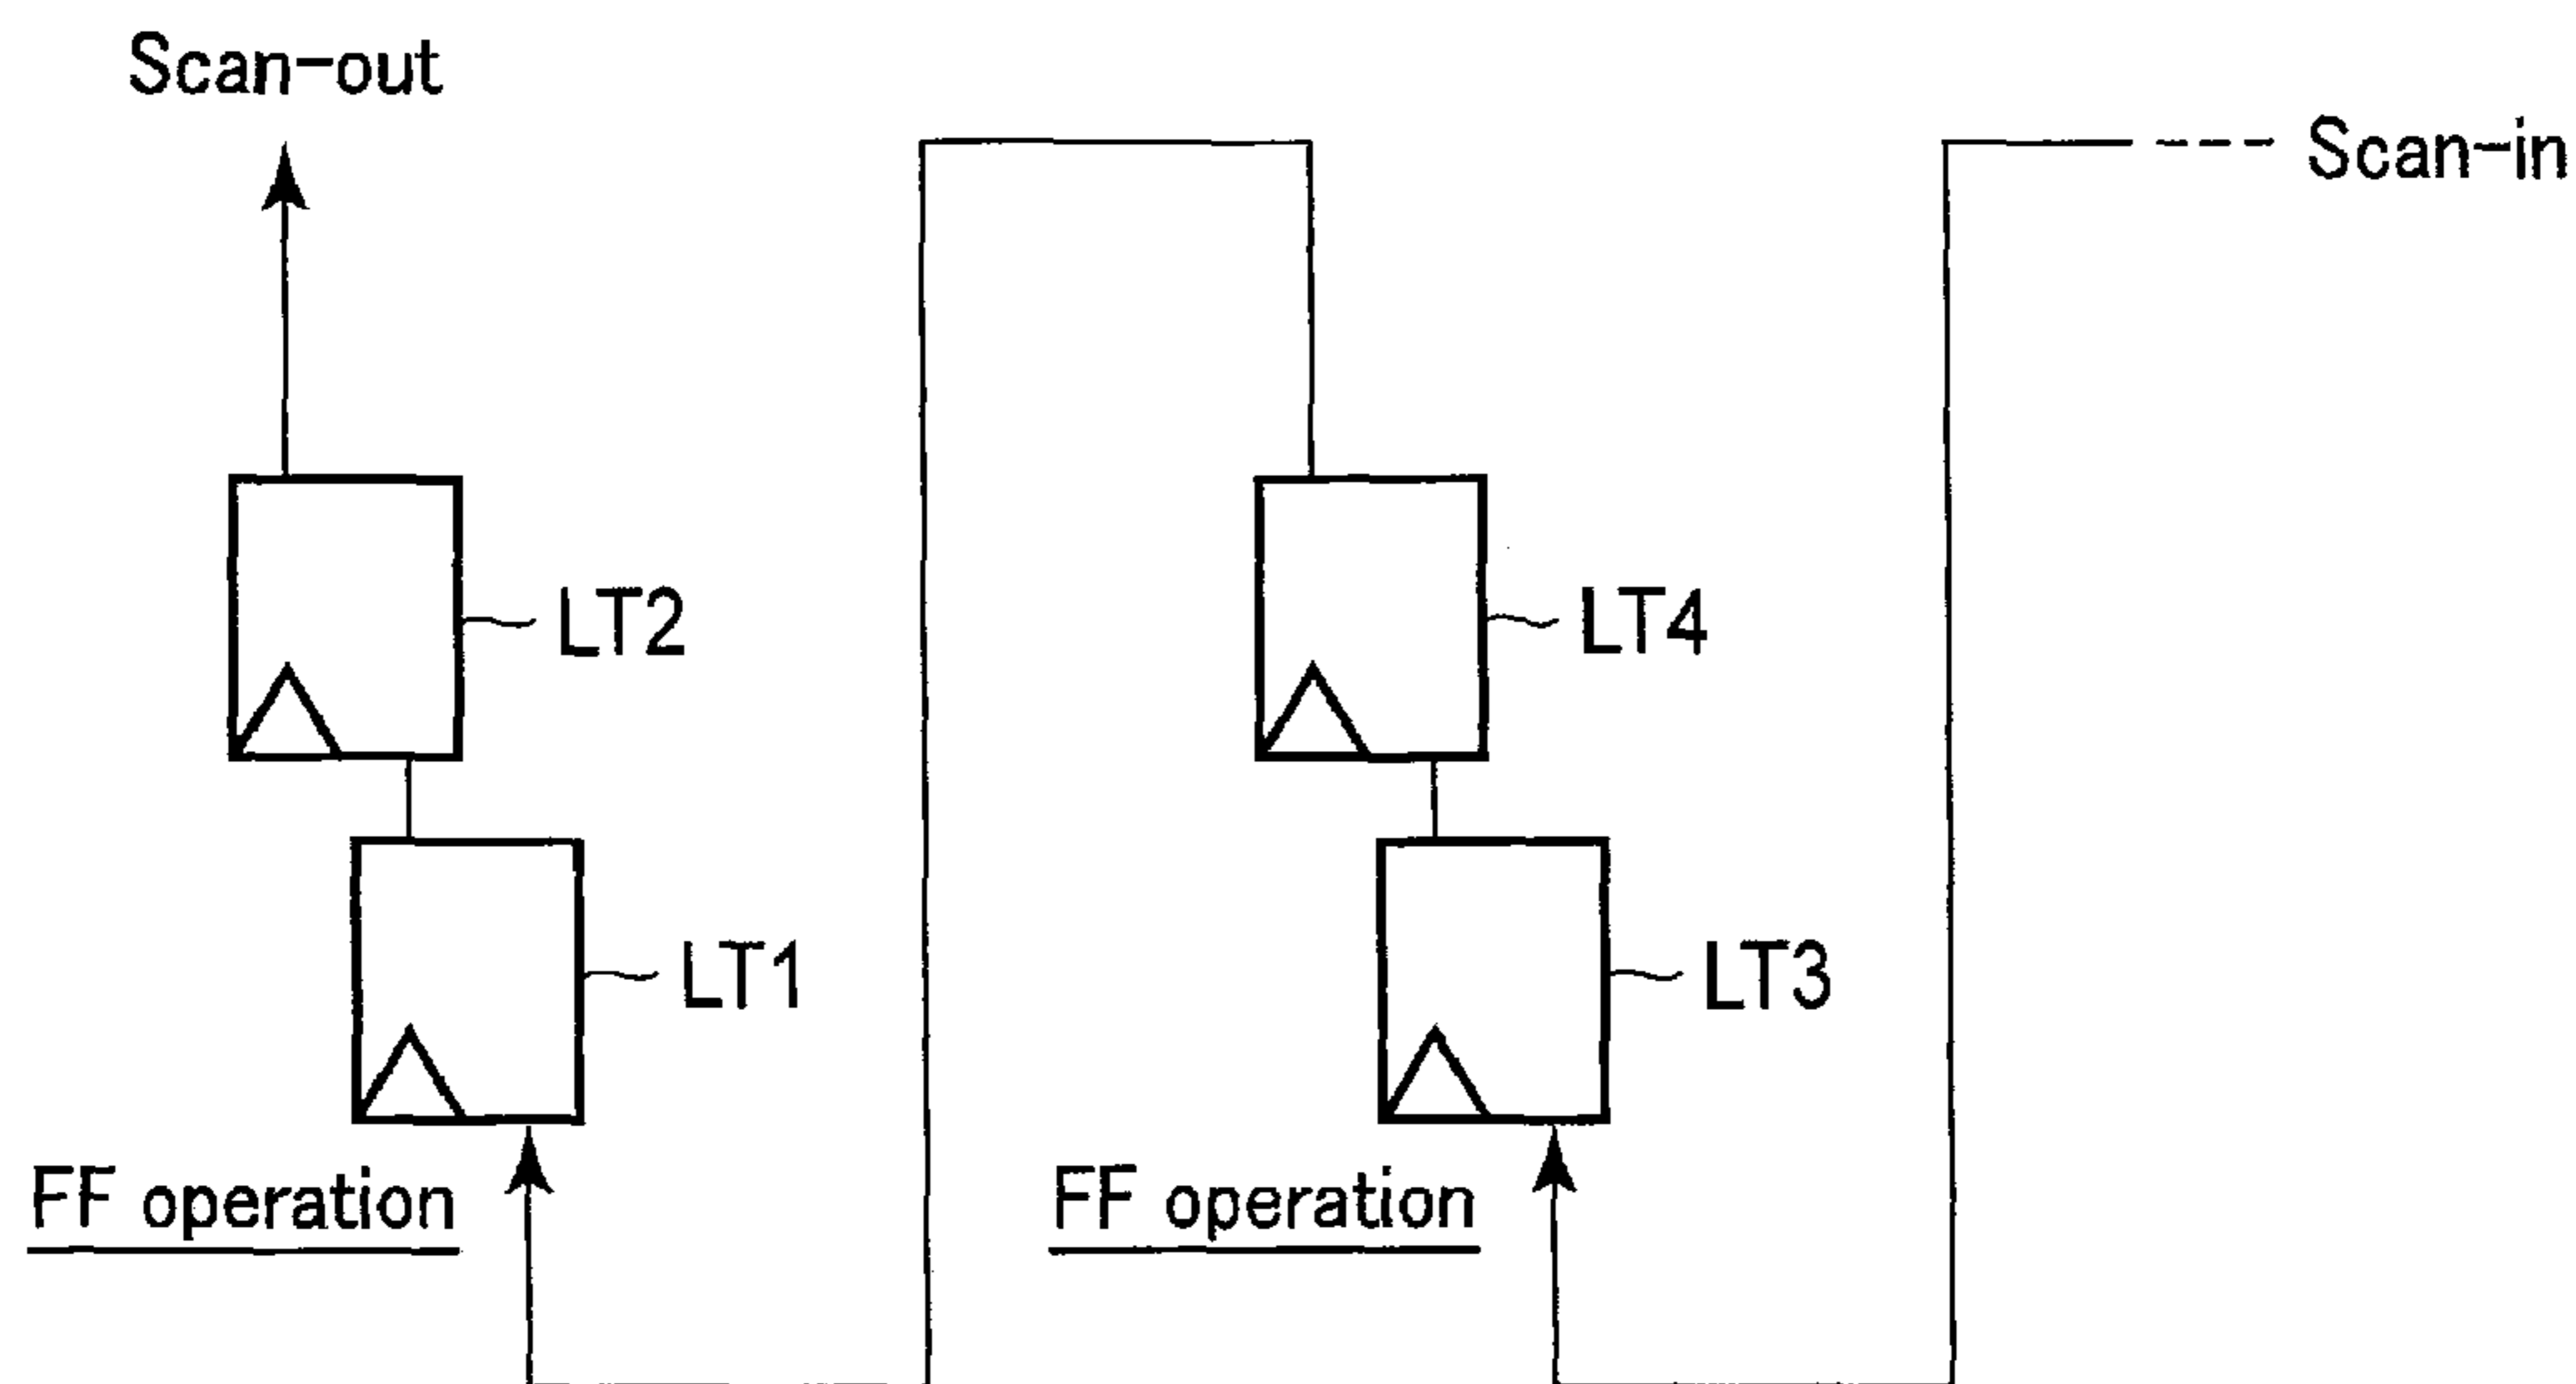 Scan-out
Scan-in
LT2
LT4
LT1
LT3
FF operation
FF operation